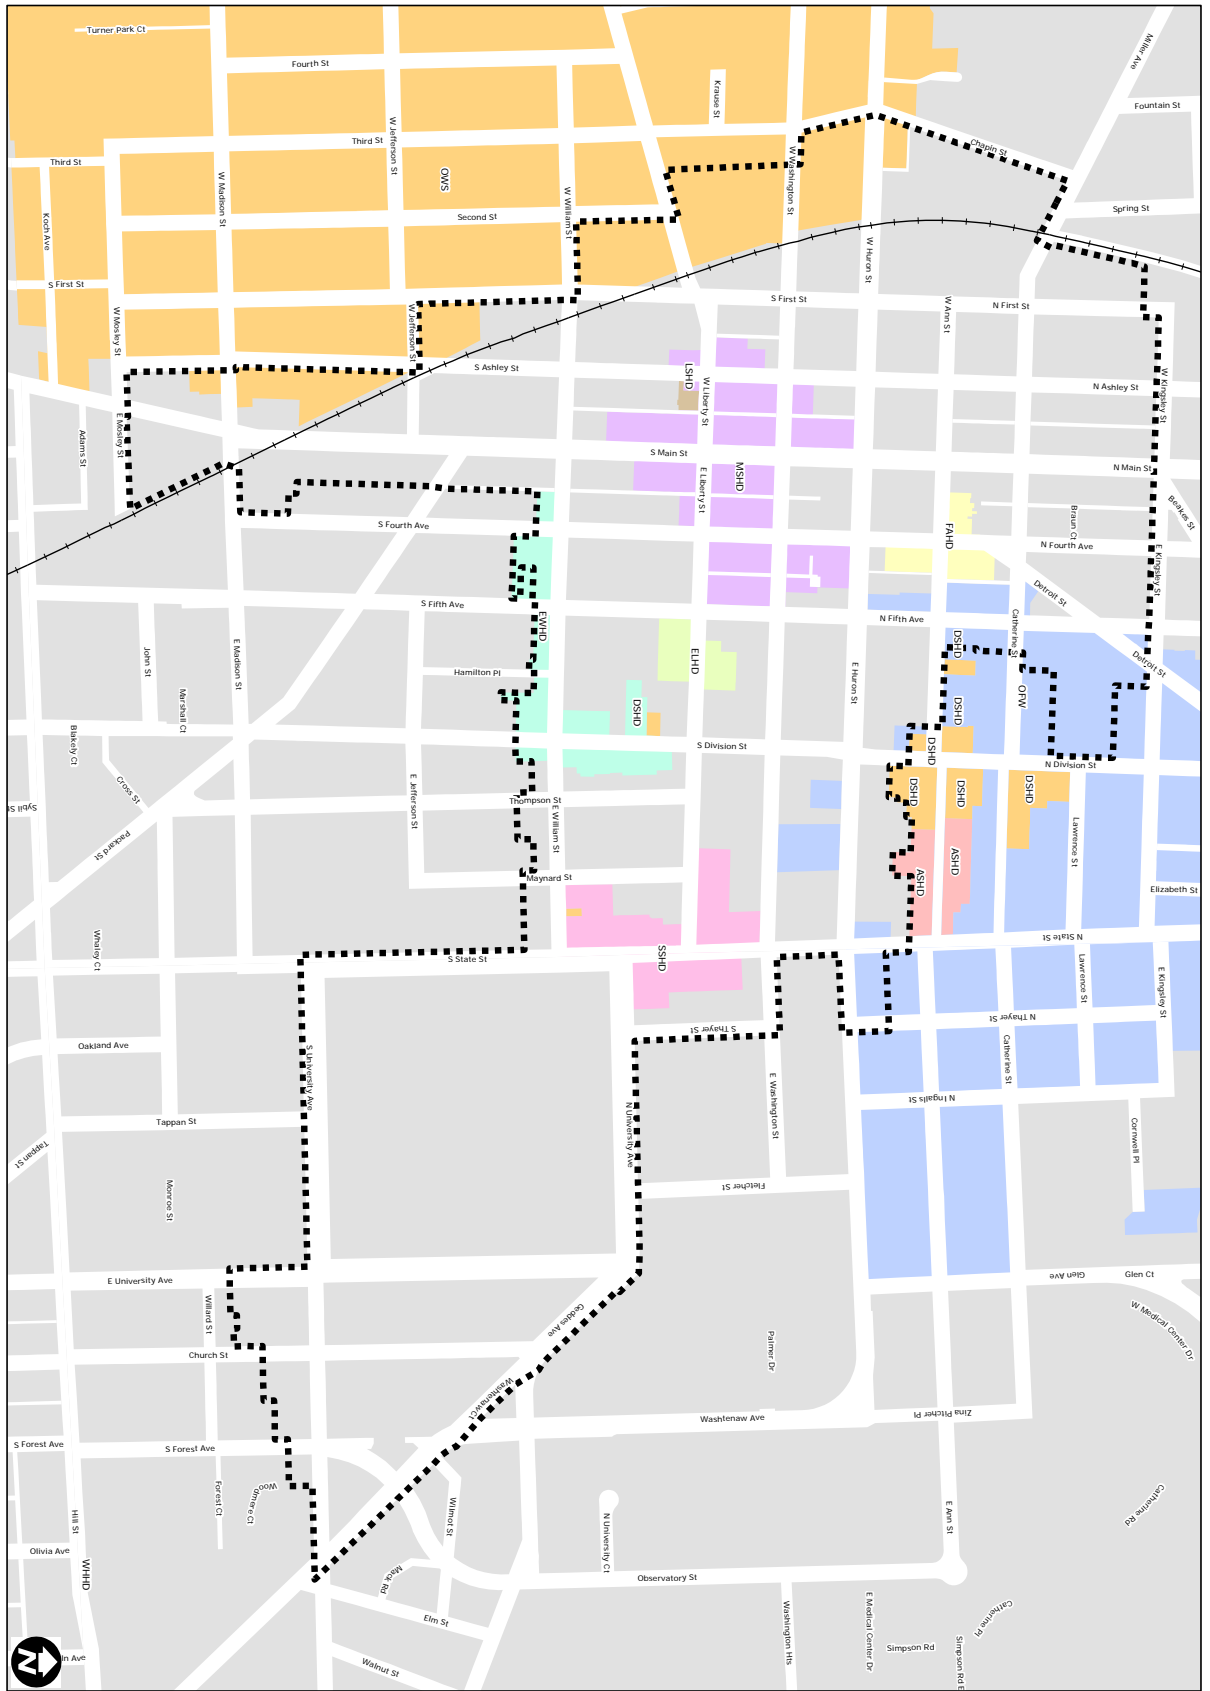 Turner Park Ct
Fourth St
Krause St
Miller Ave
Fountain St
W Jefferson St
Third St
Third St
W Madison St
OWS
W William St
W Washington St
Chapin St
Koch Ave
Second St
Spring St
W Huron St
S First St
W Mosley St
W Jefferson St
S First St
W Ann St
N First St
S Ashley St
LSHD
W Liberty St
N Ashley St
W Kingsley St
E Mosley St
Adams St
S Main St
MSHD
E Liberty St
N Main St
Beakes St
S Fourth Ave
FAHD
Braun Ct
N Fourth Ave
E Kingsley St
Detroit St
S Fifth Ave
EWHD
N Fifth Ave
Catherine St
John St
E Madison St
Hamilton Pl
ELHD
E Huron St
DSHD
Detroit St
Marshall Ct
DSHD
DSHD
OFW
Blakely Ct
S Division St
DSHD
N Division St
Cross St
E Jefferson St
Thompson St
DSHD
DSHD
DSHD
Sybil St
Packard St
E William St
Lawrence St
Maynard St
ASHD
ASHD
Elizabeth St
Whaley Ct
S State St
SSHD
N State St
Lawrence St
E Kingsley St
Oakland Ave
S University Ave
S Thayer St
N Thayer St
Catherine St
Tappan St
Tappan St
N University Ave
E Washington St
N Ingalls St
Cornwell Pl
Monroe St
Fletcher St
E University Ave
Willard St
Geddes Ave
Glen Ave
Glen Ct
W Medical Center Dr
Church St
Palmer Dr
Washtenaw Ct
Washtenaw Ave
Zina Pitcher Pl
S Forest Ave
S Forest Ave
Forest Ct
Woodmere Ct
Wilmot St
N University Ct
E Ann St
Catherine Rd
Hill St
Olivia Ave
WHHD
Mack Rd
Observatory St
Elm St
Washington Hts
E Medical Center Dr
Catherine Pl
Simpson Rd
Simpson Rd E
Walnut St
ln Ave
N